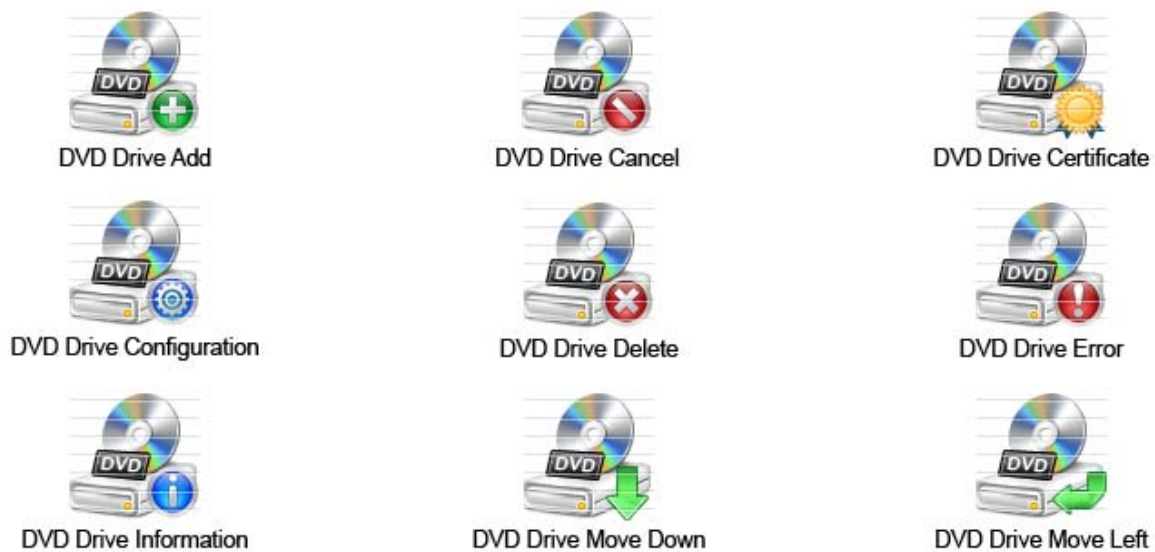 DVD DVD DVD
DVD Drive Add DVD Drive Cancel DVD Drive Certificate
DVD DVD DVD
DVD Drive Configuration DVD Drive Delete DVD Drive Error
DVD DVD DVD
DVD Drive Information DVD Drive Move Down DVD Drive Move Left